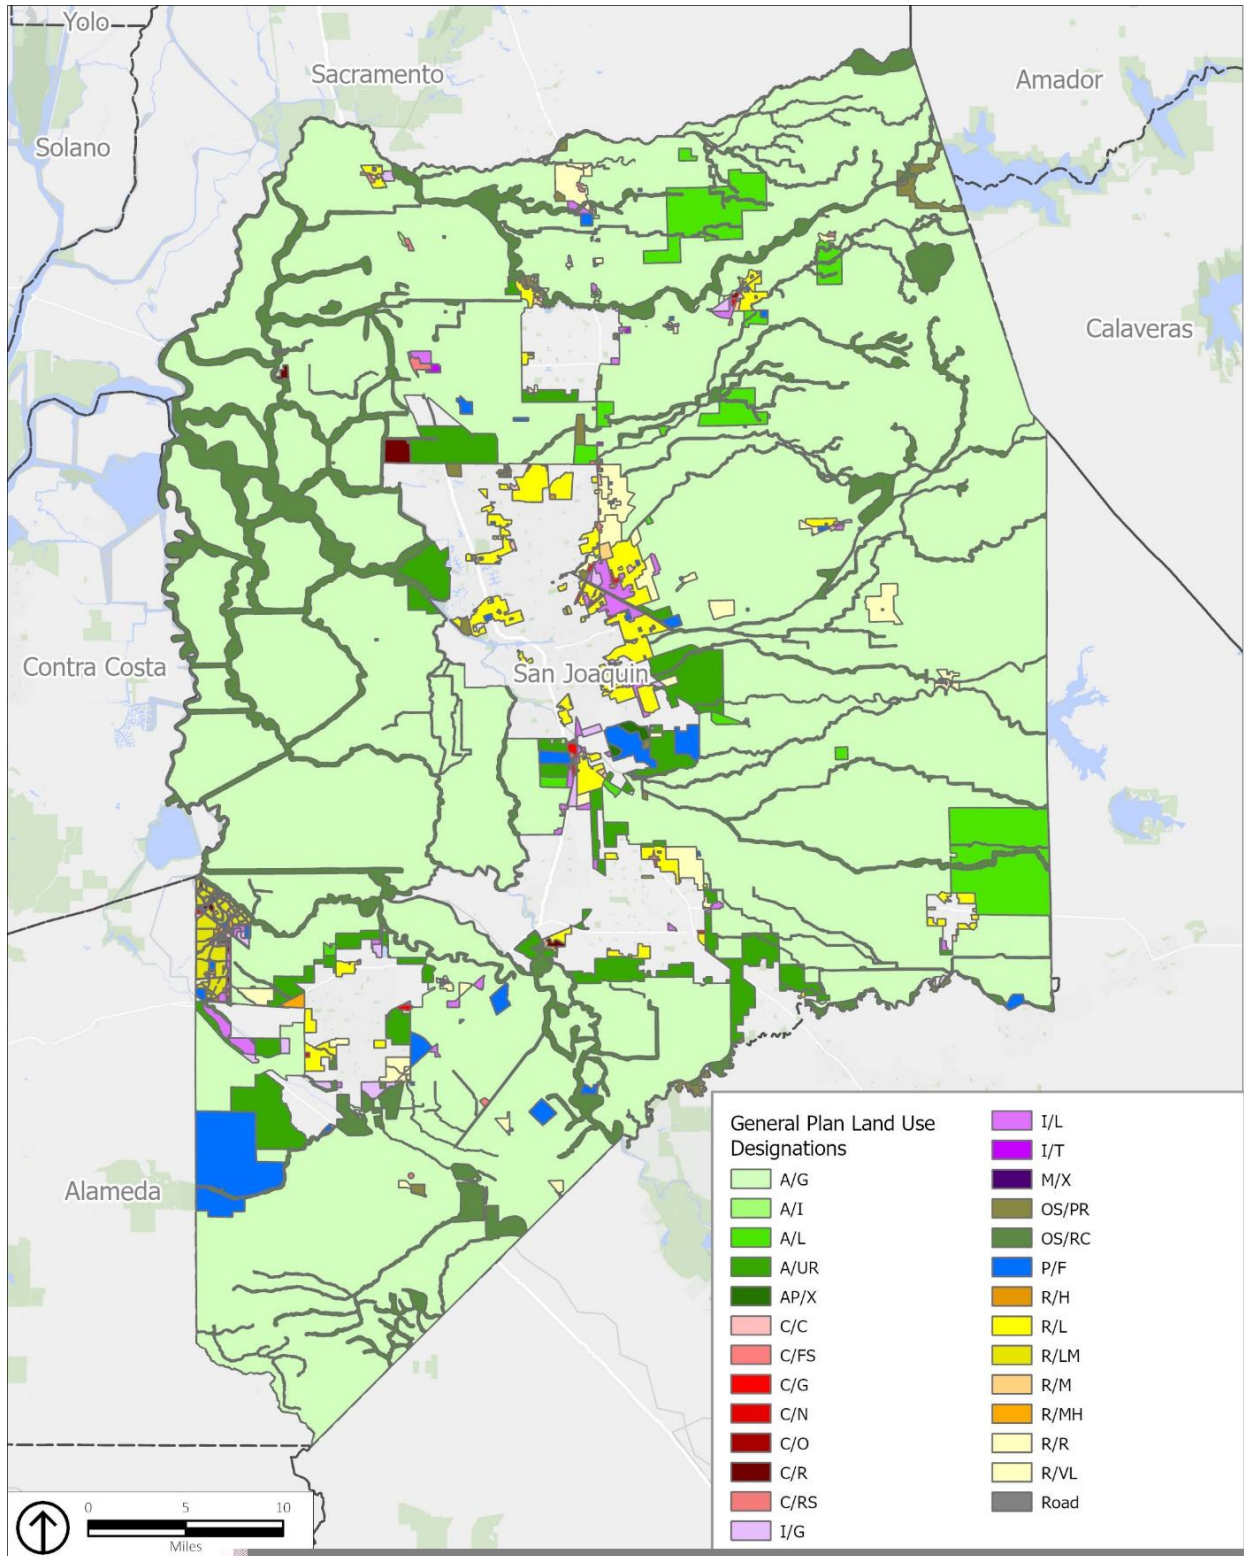 Yolo
Sacramento
Amador
Solano
Calaveras
Contra Costa
San Joaquin
Alameda
General Plan Land Use
Designations
A/G
A/I
A/L
A/UR
AP/X
C/C
C/FS
C/G
C/N
C/O
C/R
C/RS
I/G
I/L
I/T
M/X
OS/PR
OS/RC
P/F
R/H
R/L
R/LM
R/M
R/MH
R/R
R/VL
Road
0 5 10
Miles